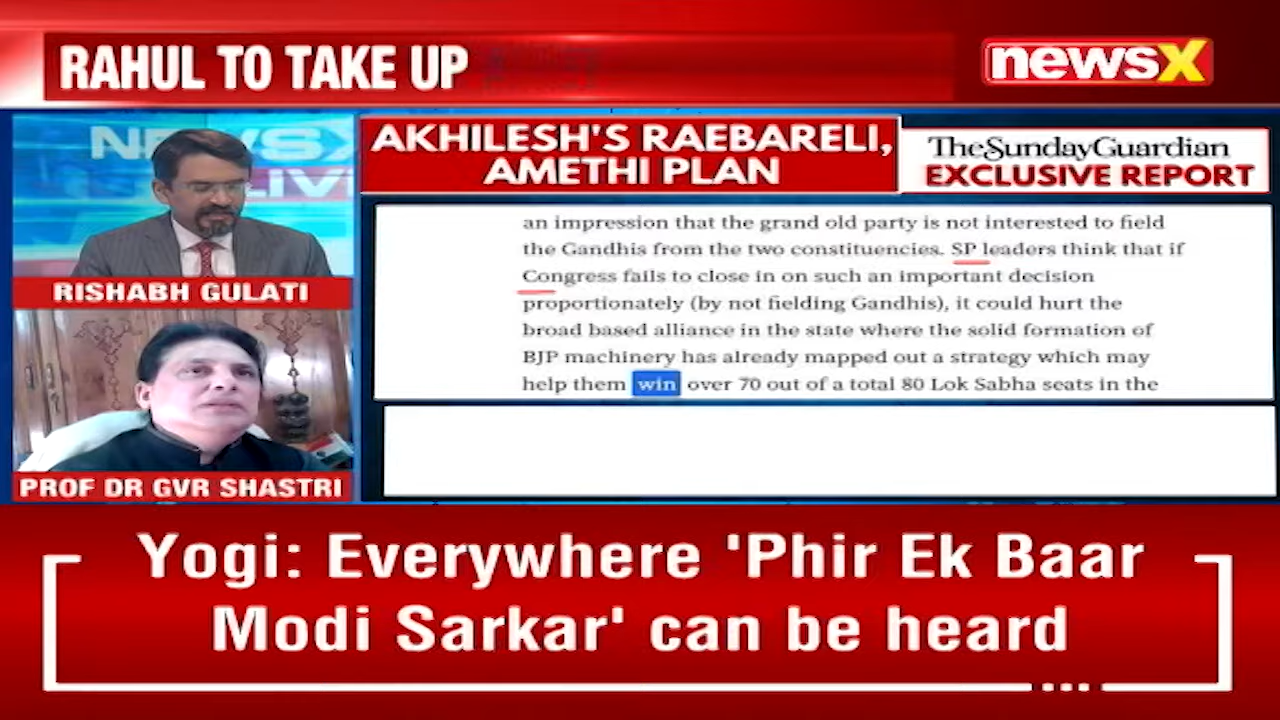 RAHUL TO TAKE UP
newsX
NEWSX
LIVE
RISHABH GULATI
PROF DR GVR SHASTRI
AKHILESH'S RAEBARELI,
AMETHI PLAN
TheSundayGuardian
EXCLUSIVE REPORT
an impression that the grand old party is not interested to field
the Gandhis from the two constituencies. SP leaders think that if
Congress fails to close in on such an important decision
proportionately (by not fielding Gandhis), it could hurt the
broad based alliance in the state where the solid formation of
BJP machinery has already mapped out a strategy which may
help them win over 70 out of a total 80 Lok Sabha seats in the
Yogi: Everywhere 'Phir Ek Baar
Modi Sarkar' can be heard